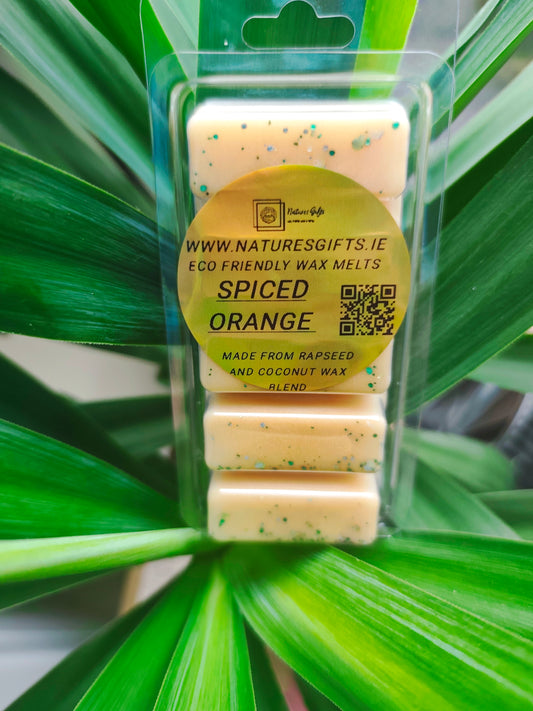 Natures Gifts
WWW.NATURESGIFTS.IE
ECO FRIENDLY WAX MELTS
SPICED
ORANGE
MADE FROM RAPSEED
AND COCONUT WAX
BLEND